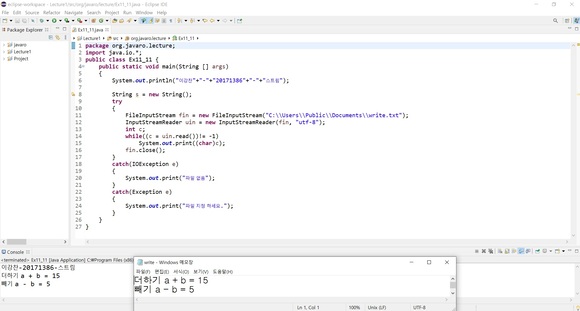 eclipse-workspace - Lecture1/src/org/javaro/lecture/Ex11_11.java - Eclipse IDE
File Edit Source Refactor Navigate Search Project Run Window Help
Package Explorer
Javaro
Lecture1
Project
Ex11_11.java
Lecture1 src org.javaro.lecture Ex11_11
1 package org.javaro.lecture;
2 import java.io.*;
3 public class Ex11_11 {
4 public static void main(String [] args)
5 {
6 System.out.println("이강찬"+"-"+"20171386"+"-"+"스트림");
7
8 String s = new String();
9 try
10 {
11 FileInputStream fin = new FileInputStream("C:\\Users\\Public\\Documents\\write.txt");
12 InputStreamReader uin = new InputStreamReader(fin, "utf-8");
13 int c;
14 while((c = uin.read())!= -1)
15 System.out.print((char)c);
16 fin.close();
17 }
18 catch(IOException e)
19 {
20 System.out.print("파일 없음");
21 }
22 catch(Exception e)
23 {
24 System.out.print("파일 지정 하세요.");
25 }
26 }
27 }
Console
<terminated> Ex11_11 [Java Application] C:\Program Files
이강찬-20171386-스트림
더하기 a + b = 15
빼기 a - b = 5
write - Windows 메모장
파일(F) 편집(E) 서식(O) 보기(V) 도움말(H)
더하기 a + b = 15
빼기 a - b = 5
Ln 1, Col 1 100% Unix (LF) UTF-8